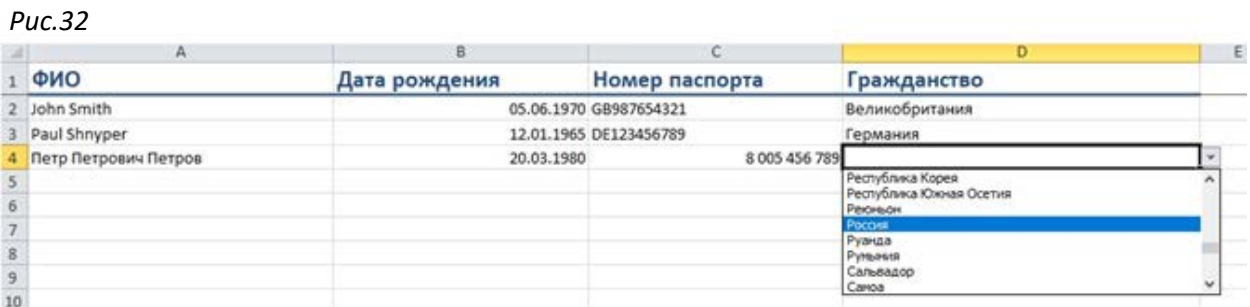 Рис.32
A B C D E
1 ФИО Дата рождения Номер паспорта Гражданство
2 John Smith 05.06.1970 GB987654321 Великобритания
3 Paul Shnyper 12.01.1965 DE123456789 Германия
4 Петр Петрович Петров 20.03.1980 8 005 456 789
5 Республика Корея
Республика Южная Осетия
6 Реюньон
7 Россия
Руанда
8 Румыния
9 Сальвадор
Самоа
10